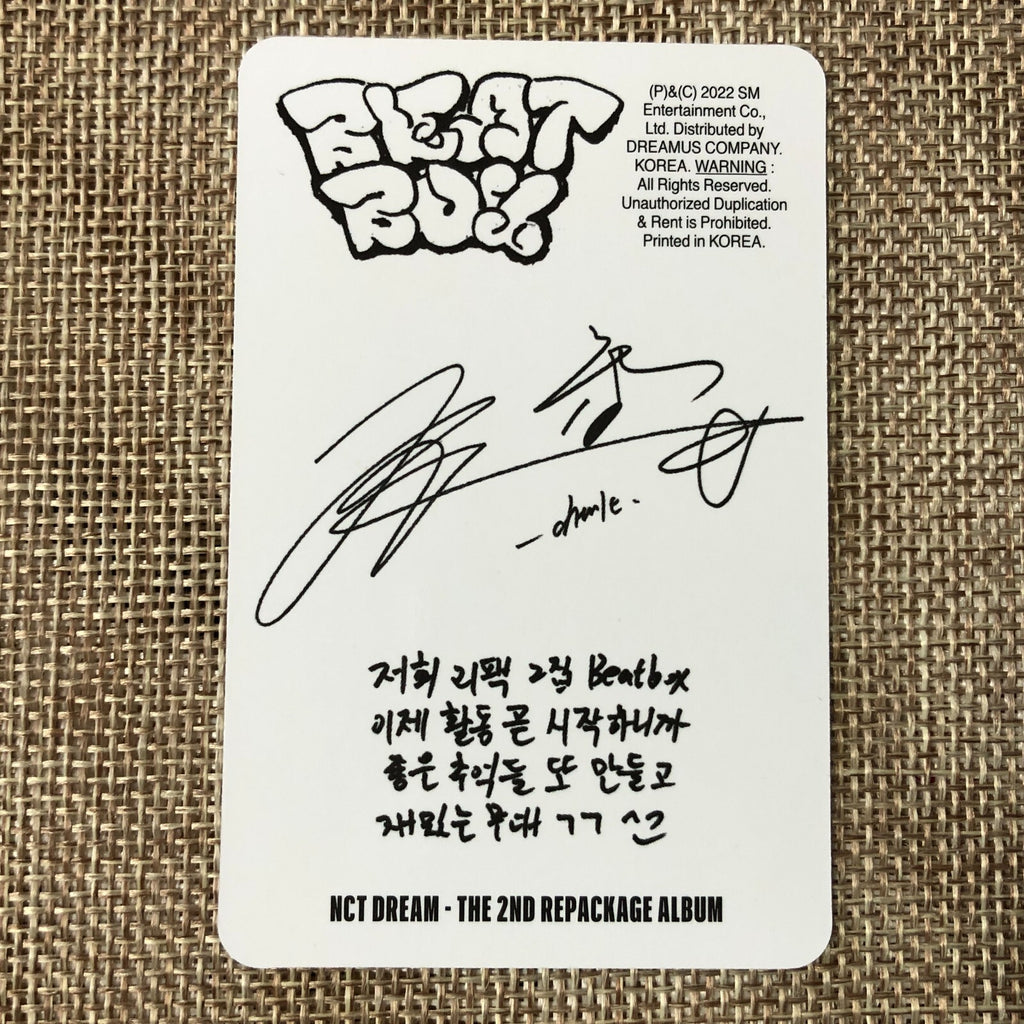 BEAT
BOX
(P)&(C) 2022 SM
Entertainment Co.,
Ltd. Distributed by
DREAMUS COMPANY.
KOREA. WARNING :
All Rights Reserved.
Unauthorized Duplication
& Rent is Prohibited.
Printed in KOREA.
저희 리팩 2집 Beatbox
이제 활동 곧 시작하니까
좋은 추억들 또 만들고
재밌는 무대 ㄱㄱ ^^
NCT DREAM - THE 2ND REPACKAGE ALBUM